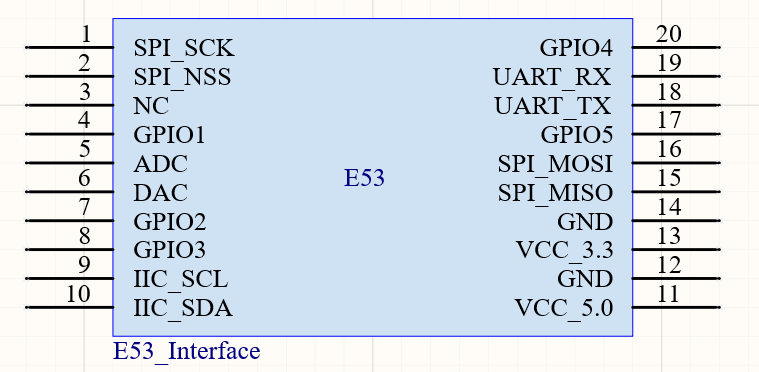 1 SPI_SCK GPIO4 20
2 SPI_NSS UART_RX 19
3 NC UART_TX 18
4 GPIO1 GPIO5 17
5 ADC SPI_MOSI 16
E53
6 DAC SPI_MISO 15
7 GPIO2 GND 14
8 GPIO3 VCC_3.3 13
9 IIC_SCL GND 12
10 IIC_SDA VCC_5.0 11
E53_Interface